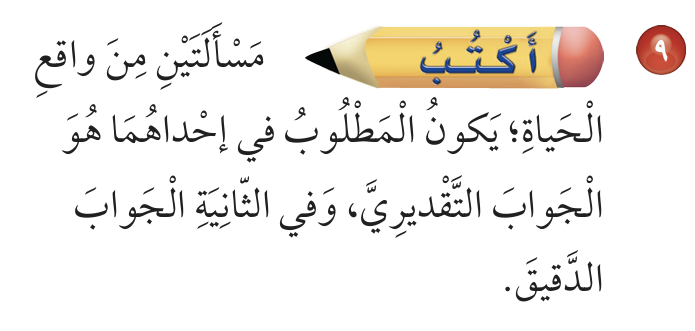 ٩ أَكْتُبُ مَسْأَلَتَيْنِ مِنَ واقعِ
الْحَياةِ؛ يَكونُ الْمَطْلُوبُ في إحْداهُمَا هُوَ
الْجَوابَ التَّقْديرِيَّ، وَفي الثّانِيَةِ الْجَوابَ
الدَّقيقَ.